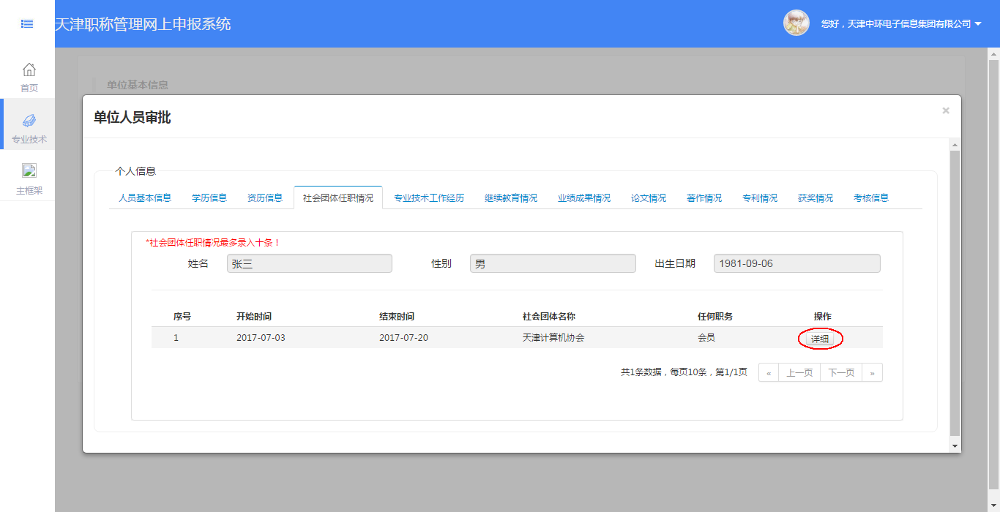 天津职称管理网上申报系统
您好，天津中环电子信息集团有限公司
首页
专业技术
主框架
单位基本信息
单位人员审批
×
个人信息
人员基本信息 学历信息 资历信息 社会团体任职情况 专业技术工作经历 继续教育情况 业绩成果情况 论文情况 著作情况 专利情况 获奖情况 考核信息
*社会团体任职情况最多录入十条！
姓名 张三 性别 男 出生日期 1981-09-06
序号 开始时间 结束时间 社会团体名称 任何职务 操作
1 2017-07-03 2017-07-20 天津计算机协会 会员 详细
共1条数据，每页10条，第1/1页 « 上一页 下一页 »